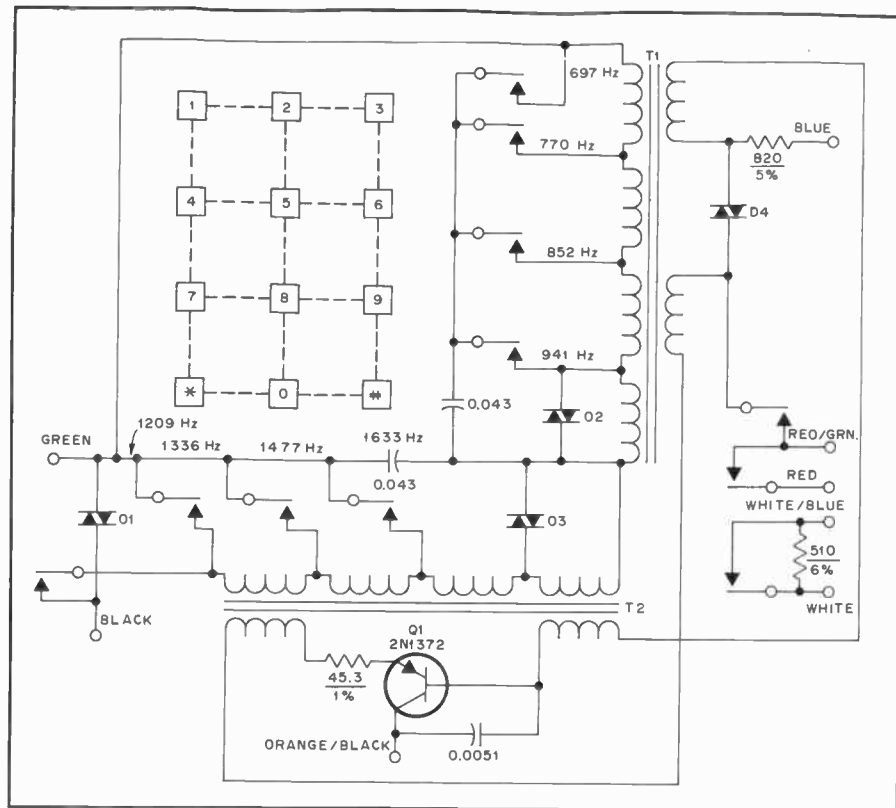 T1
697 Hz
1 2 3
770 Hz
BLUE
820
5%
4 5 6
D4
852 Hz
7 8 9
941 Hz
* 0 #
0.043
D2
1209 Hz
GREEN
1336 Hz
1477 Hz
1633 Hz
0.043
RED/GRN.
RED
WHITE/BLUE
D1
D3
510
6%
WHITE
T2
BLACK
Q1
2N1372
45.3
1%
ORANGE/BLACK
0.0051